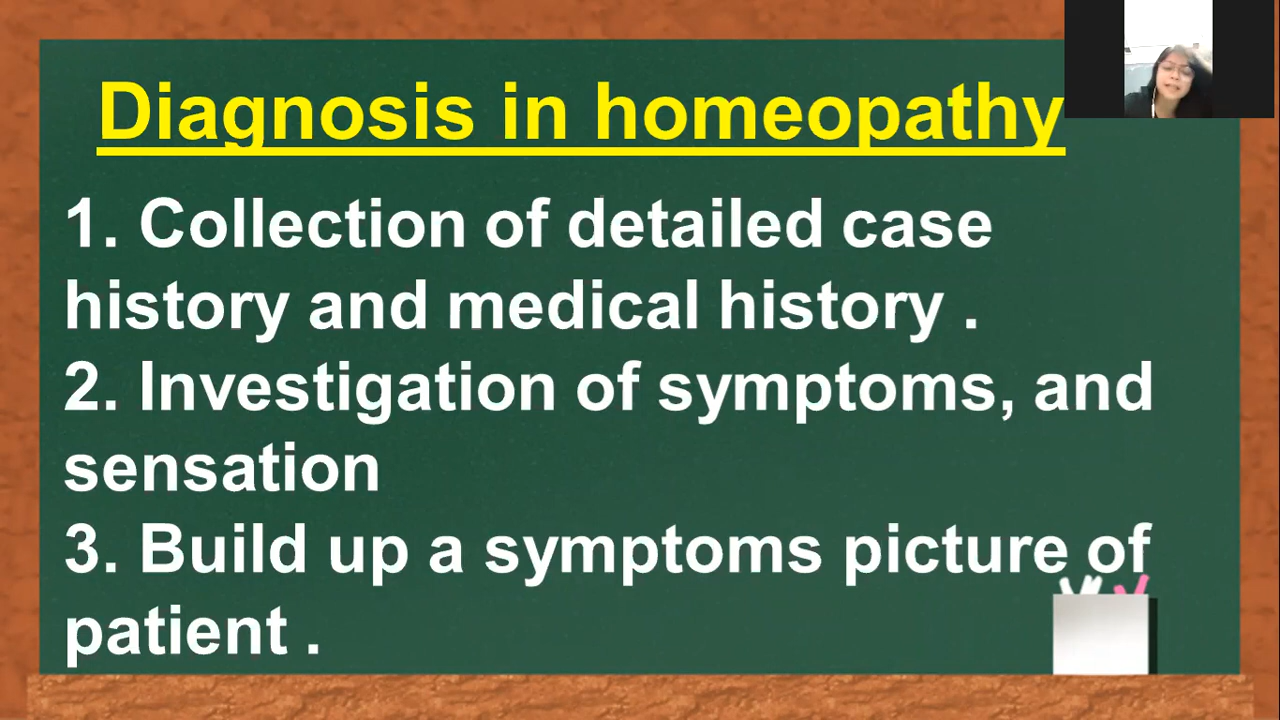 Diagnosis in homeopathy
1. Collection of detailed case
history and medical history .
2. Investigation of symptoms, and
sensation
3. Build up a symptoms picture of
patient .